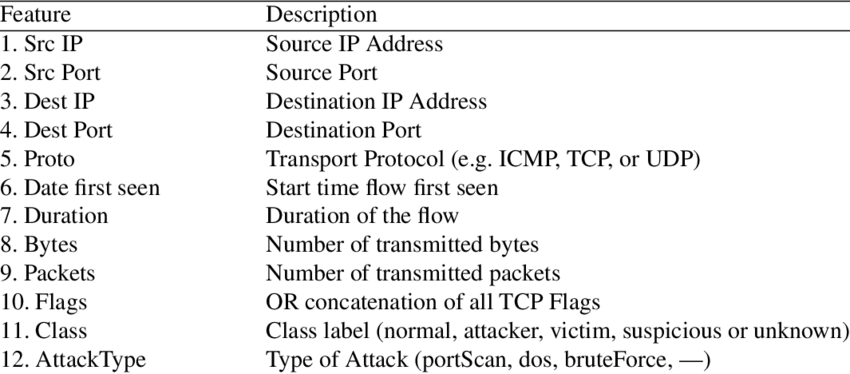 Feature Description
1. Src IP Source IP Address
2. Src Port Source Port
3. Dest IP Destination IP Address
4. Dest Port Destination Port
5. Proto Transport Protocol (e.g. ICMP, TCP, or UDP)
6. Date first seen Start time flow first seen
7. Duration Duration of the flow
8. Bytes Number of transmitted bytes
9. Packets Number of transmitted packets
10. Flags OR concatenation of all TCP Flags
11. Class Class label (normal, attacker, victim, suspicious or unknown)
12. AttackType Type of Attack (portScan, dos, bruteForce, —)